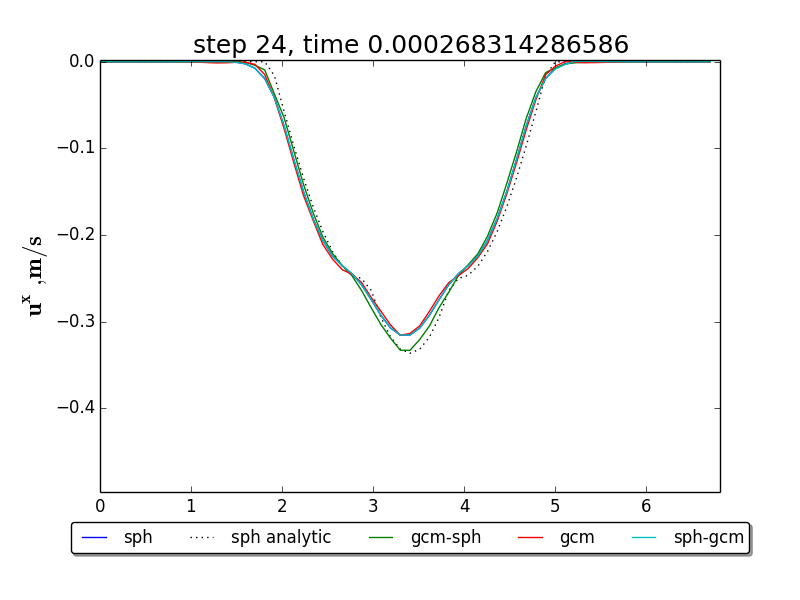 step 24, time 0.000268314286586
0.0
−0.1
−0.2
−0.3
−0.4
u^x ,m/s
0 1 2 3 4 5 6
sph sph analytic gcm-sph gcm sph-gcm